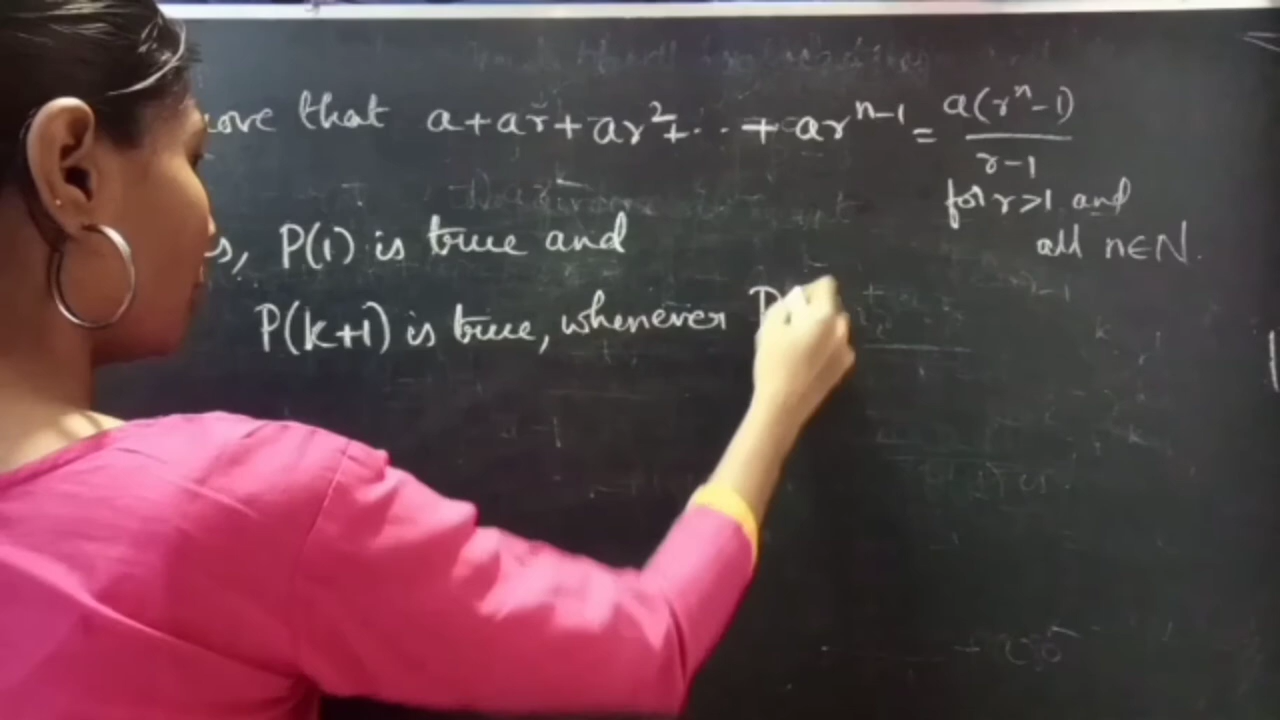 ove that a + ar + ar² + ... + arⁿ⁻¹ = a(rⁿ-1) / r-1
for r>1 and
all n∈N.
s, P(1) is true and
P(k+1) is true, whenever P